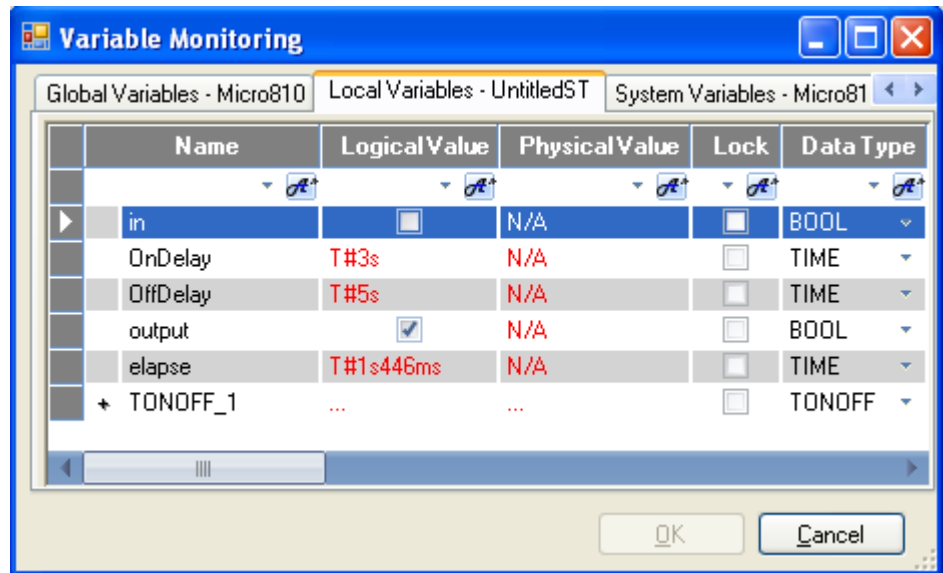 Variable Monitoring
Global Variables - Micro810 Local Variables - UntitledST System Variables - Micro81
Name Logical Value Physical Value Lock Data Type
in N/A BOOL
OnDelay T#3s N/A TIME
OffDelay T#5s N/A TIME
output N/A BOOL
elapse T#1s446ms N/A TIME
+ TONOFF_1 ... ... TONOFF
OK Cancel